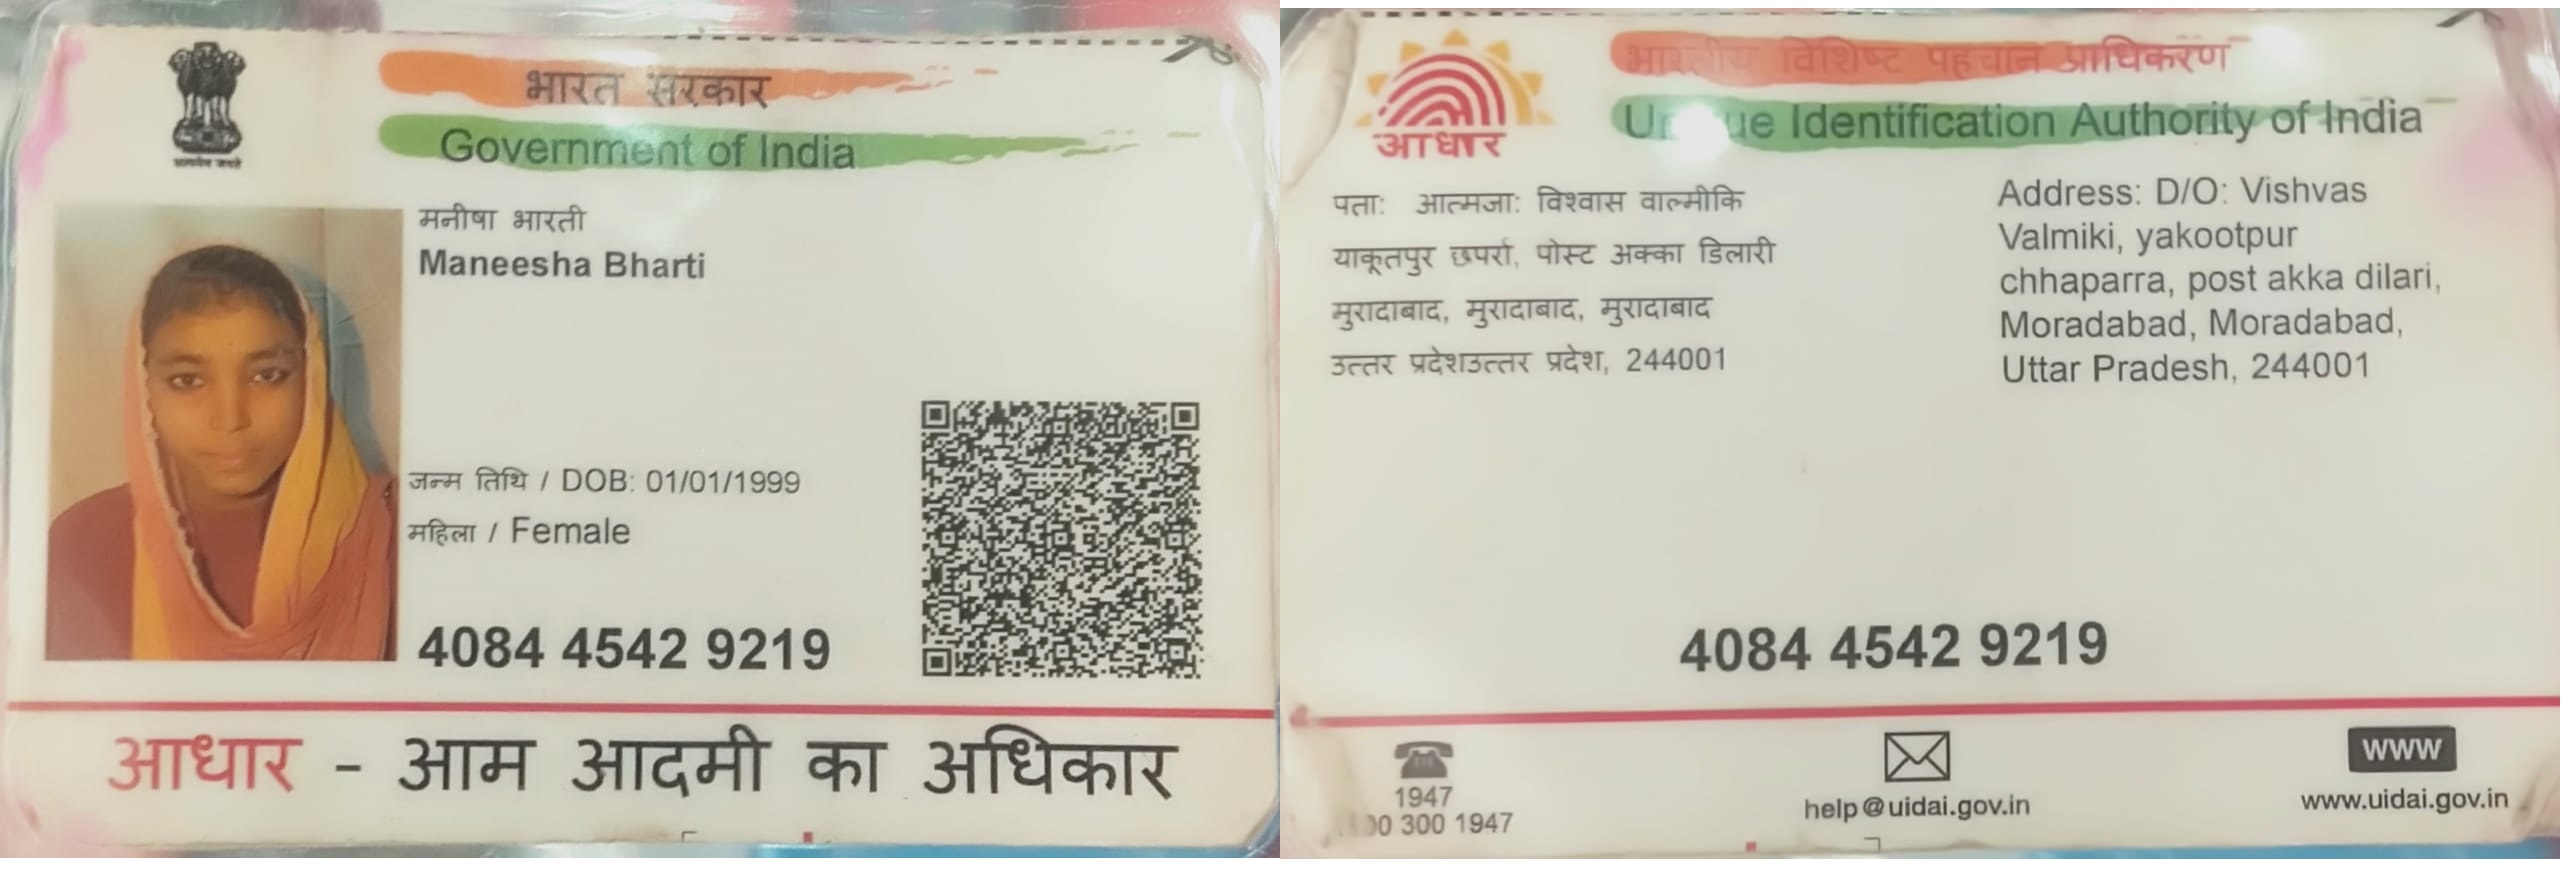 भारत सरकार
Government of India
मनीषा भारती
Maneesha Bharti
जन्म तिथि / DOB: 01/01/1999
महिला / Female
4084 4542 9219
आधार - आम आदमी का अधिकार
भारतीय विशिष्ट पहचान प्राधिकरण
Identification Authority of India
आधार
पता: आत्मजा: विश्वास वाल्मीकि
याकूतपुर छपर्रा, पोस्ट अक्का डिलारी
मुरादाबाद, मुरादाबाद, मुरादाबाद
उत्तर प्रदेशउत्तर प्रदेश, 244001
Address: D/O: Vishvas
Valmiki, yakootpur
chhaparra, post akka dilari,
Moradabad, Moradabad,
Uttar Pradesh, 244001
4084 4542 9219
1947
300 1947
help@uidai.gov.in
www
www.uidai.gov.in